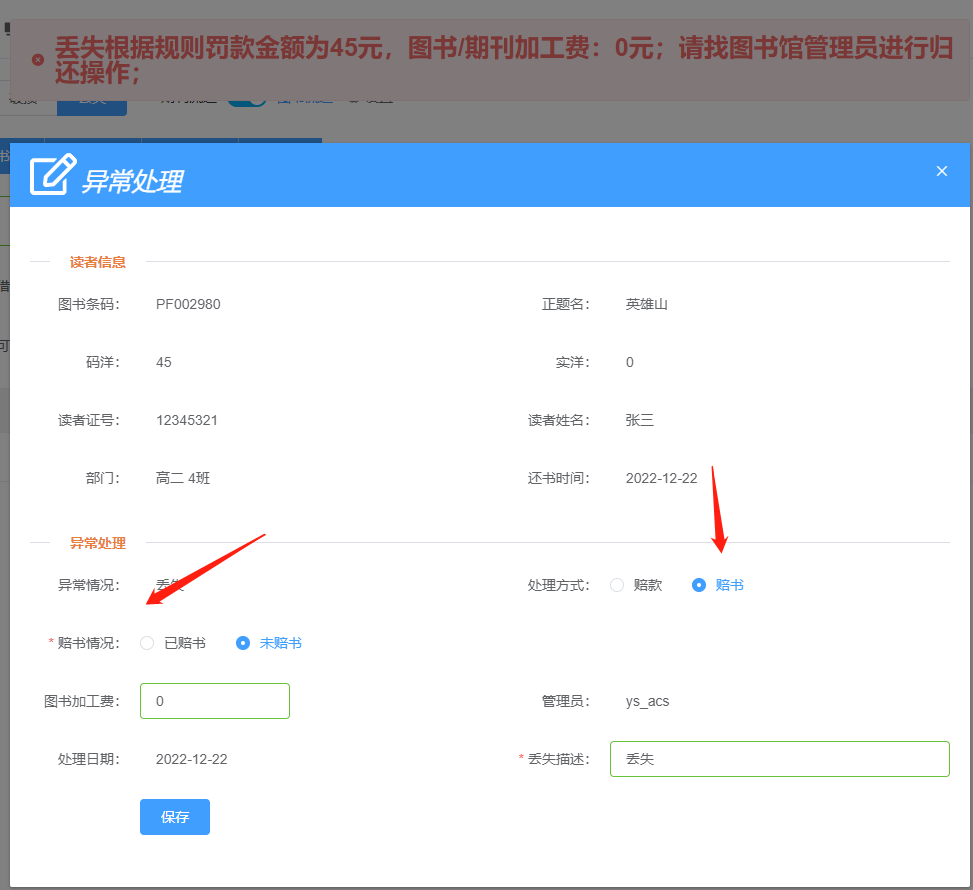 丢失根据规则罚款金额为45元，图书/期刊加工费：0元；请找图书馆管理员进行归
还操作；
异常处理
读者信息
图书条码： PF002980 正题名： 英雄山
码洋： 45 实洋： 0
读者证号： 12345321 读者姓名： 张三
部门： 高二 4班 还书时间： 2022-12-22
异常处理
异常情况： 丢失 处理方式： 赔款 赔书
* 赔书情况： 已赔书 未赔书
图书加工费： 0 管理员： ys_acs
处理日期： 2022-12-22 * 丢失描述： 丢失
保存